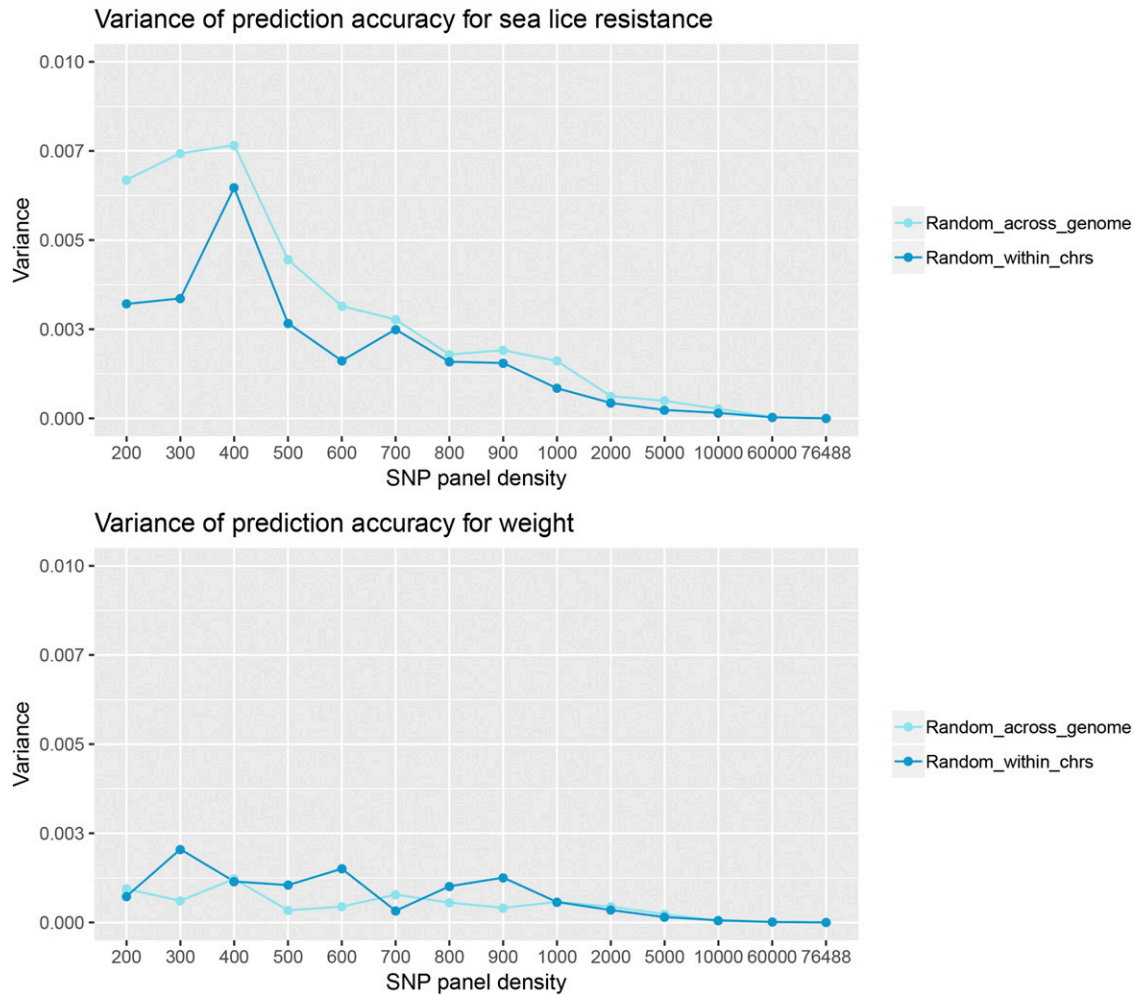 Variance of prediction accuracy for sea lice resistance
0.010
0.007
0.005
0.003
0.000
Variance
200 300 400 500 600 700 800 900 1000 2000 5000 10000 60000 76488
SNP panel density
Random_across_genome
Random_within_chrs
Variance of prediction accuracy for weight
0.010
0.007
0.005
0.003
0.000
Variance
200 300 400 500 600 700 800 900 1000 2000 5000 10000 60000 76488
SNP panel density
Random_across_genome
Random_within_chrs